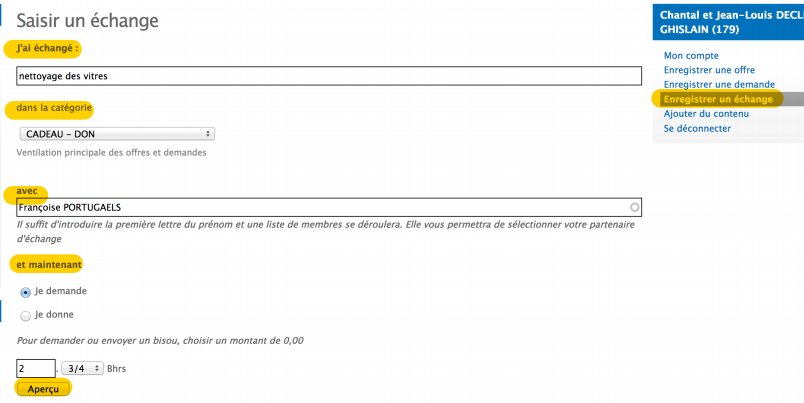 Saisir un échange
J'ai échangé :
nettoyage des vitres
dans la catégorie
CADEAU - DON
Ventilation principale des offres et demandes
avec
Françoise PORTUGAELS
Il suffit d'introduire la première lettre du prénom et une liste de membres se déroulera. Elle vous permettra de sélectionner votre partenaire
d'échange
et maintenant
Je demande
Je donne
Pour demander ou envoyer un bisou, choisir un montant de 0,00
2 . 3/4 Bhrs
Aperçu
Chantal et Jean-Louis DECL
GHISLAIN (179)
Mon compte
Enregistrer une offre
Enregistrer une demande
Enregistrer un échange
Ajouter du contenu
Se déconnecter